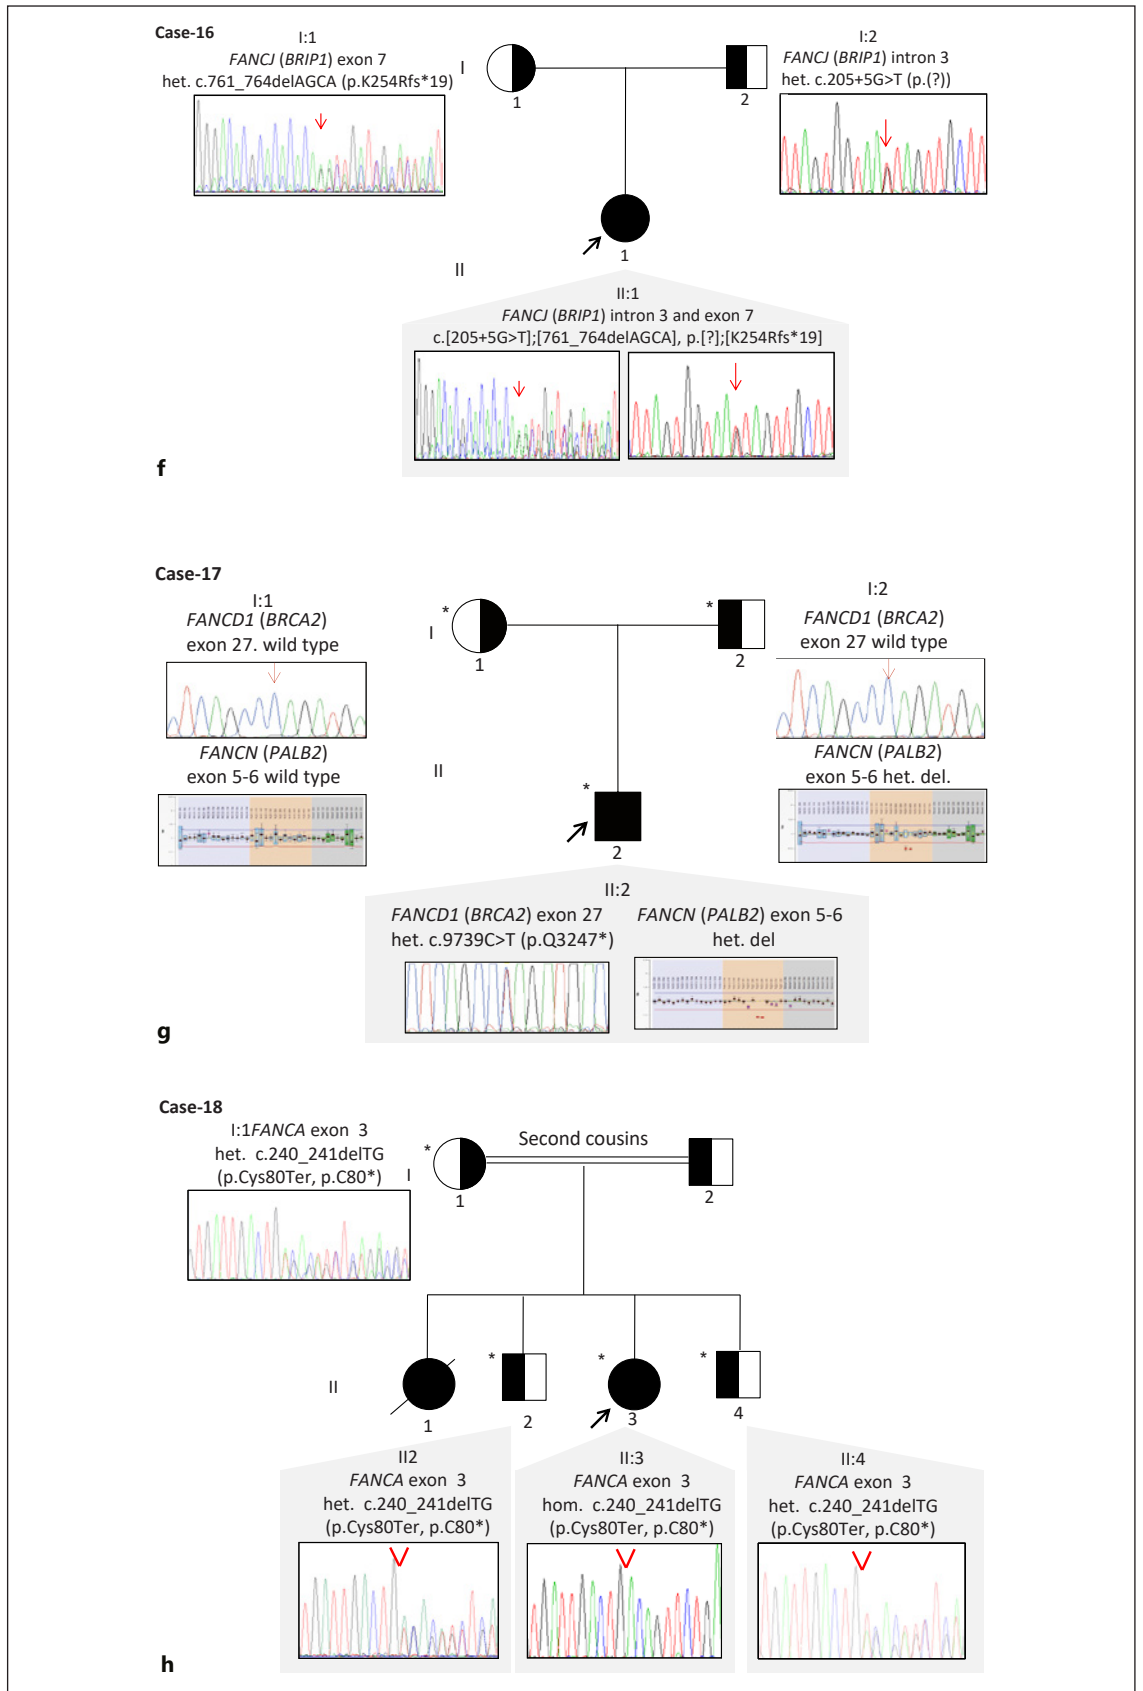 Case-16
I:1
FANCJ (BRIP1) exon 7
het. c.761_764delAGCA (p.K254Rfs*19)
I
1
2
I:2
FANCJ (BRIP1) intron 3
het. c.205+5G>T (p.(?))
1
II
II:1
FANCJ (BRIP1) intron 3 and exon 7
c.[205+5G>T];[761_764delAGCA], p.[?];[K254Rfs*19]
f
Case-17
I:1
FANCD1 (BRCA2)
exon 27. wild type
FANCN (PALB2)
exon 5-6 wild type
*
I
1
*
2
I:2
FANCD1 (BRCA2)
exon 27 wild type
FANCN (PALB2)
exon 5-6 het. del.
II
*
2
II:2
FANCD1 (BRCA2) exon 27
het. c.9739C>T (p.Q3247*)
FANCN (PALB2) exon 5-6
het. del
g
Case-18
I:1FANCA exon 3
het. c.240_241delTG
(p.Cys80Ter, p.C80*)
I
*
1
Second cousins
2
II
1
*
2
*
3
*
4
II2
FANCA exon 3
het. c.240_241delTG
(p.Cys80Ter, p.C80*)
II:3
FANCA exon 3
hom. c.240_241delTG
(p.Cys80Ter, p.C80*)
II:4
FANCA exon 3
het. c.240_241delTG
(p.Cys80Ter, p.C80*)
h